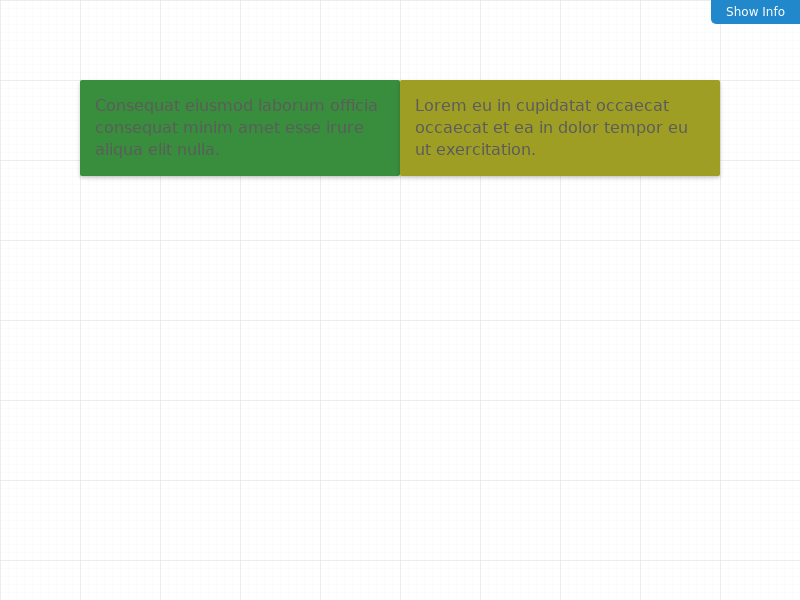 Show Info
Consequat eiusmod laborum officia
consequat minim amet esse irure
aliqua elit nulla.
Lorem eu in cupidatat occaecat
occaecat et ea in dolor tempor eu
ut exercitation.